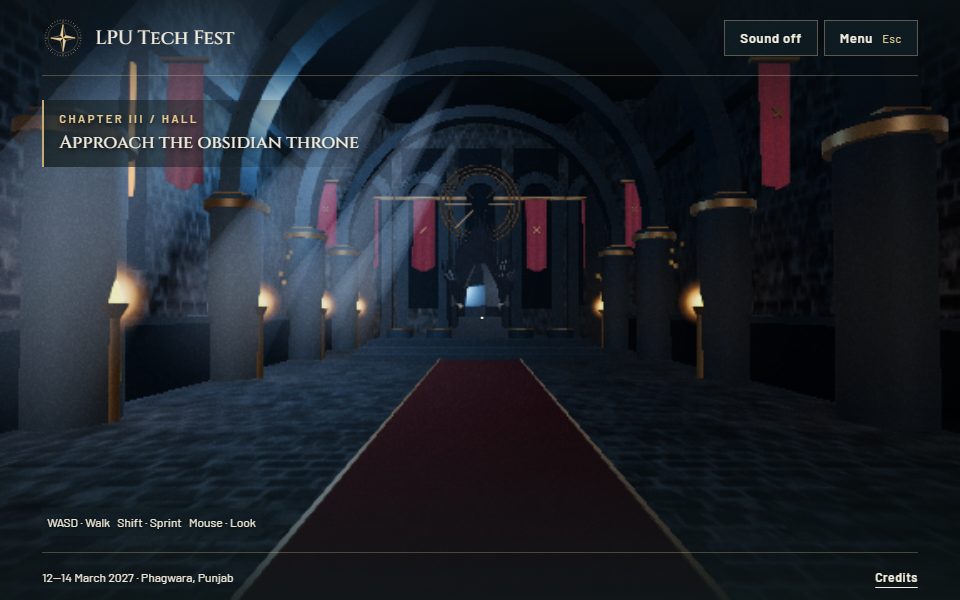 LPU Tech Fest
Sound off
Menu Esc
CHAPTER III / HALL
Approach the obsidian throne
WASD · Walk Shift · Sprint Mouse · Look
12—14 March 2027 · Phagwara, Punjab
Credits